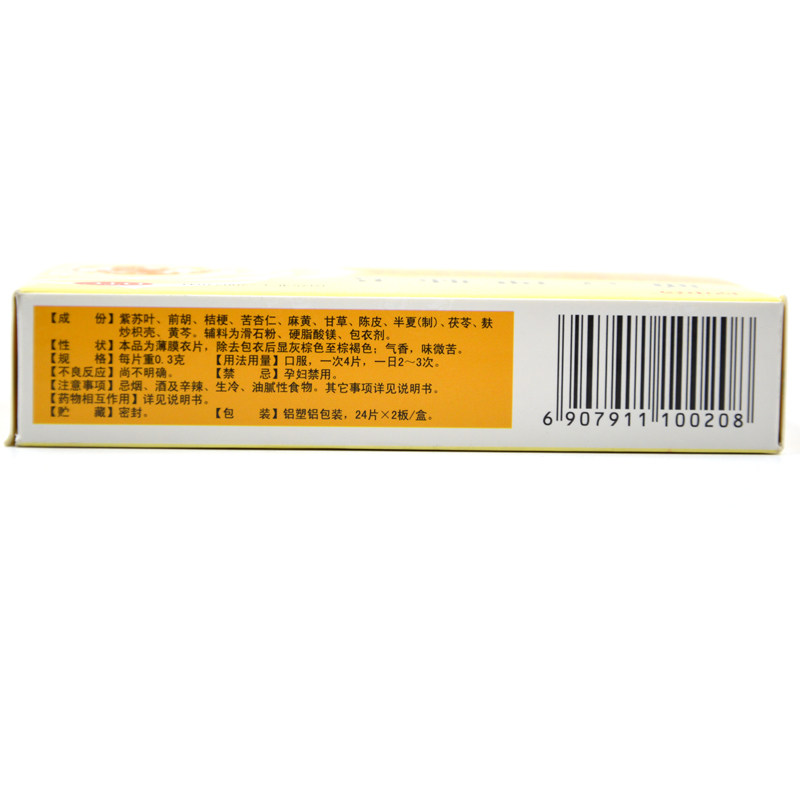 【成　份】紫苏叶、前胡、桔梗、苦杏仁、麻黄、甘草、陈皮、半夏(制)、茯苓、麸
炒枳壳、黄芩。辅料为滑石粉、硬脂酸镁、包衣剂。
【性　状】本品为薄膜衣片，除去包衣后显灰棕色至棕褐色；气香，味微苦。
【规　格】每片重0.3克　【用法用量】口服，一次4片，一日2～3次。
【不良反应】尚不明确。　【禁　忌】孕妇禁用。
【注意事项】忌烟、酒及辛辣、生冷、油腻性食物。其它事项详见说明书。
【药物相互作用】详见说明书。
【贮　藏】密封。　【包　装】铝塑铝包装，24片×2板/盒。
6 907911 100208